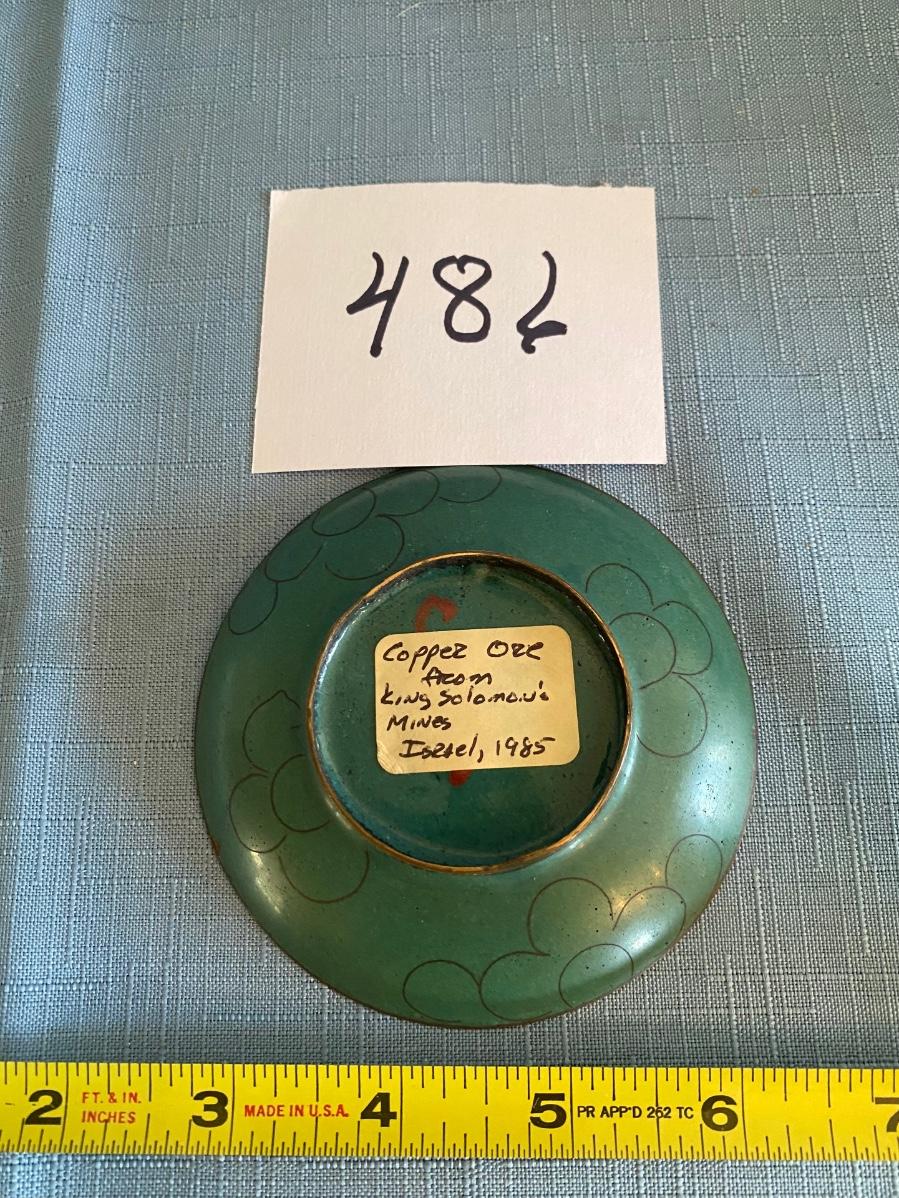 486
Copper Ore
from
King Solomon's
Mines
Israel, 1985
2 FT. & IN. INCHES 3 MADE IN U.S.A. 4 5 PR APP'D 262 TC 6 7